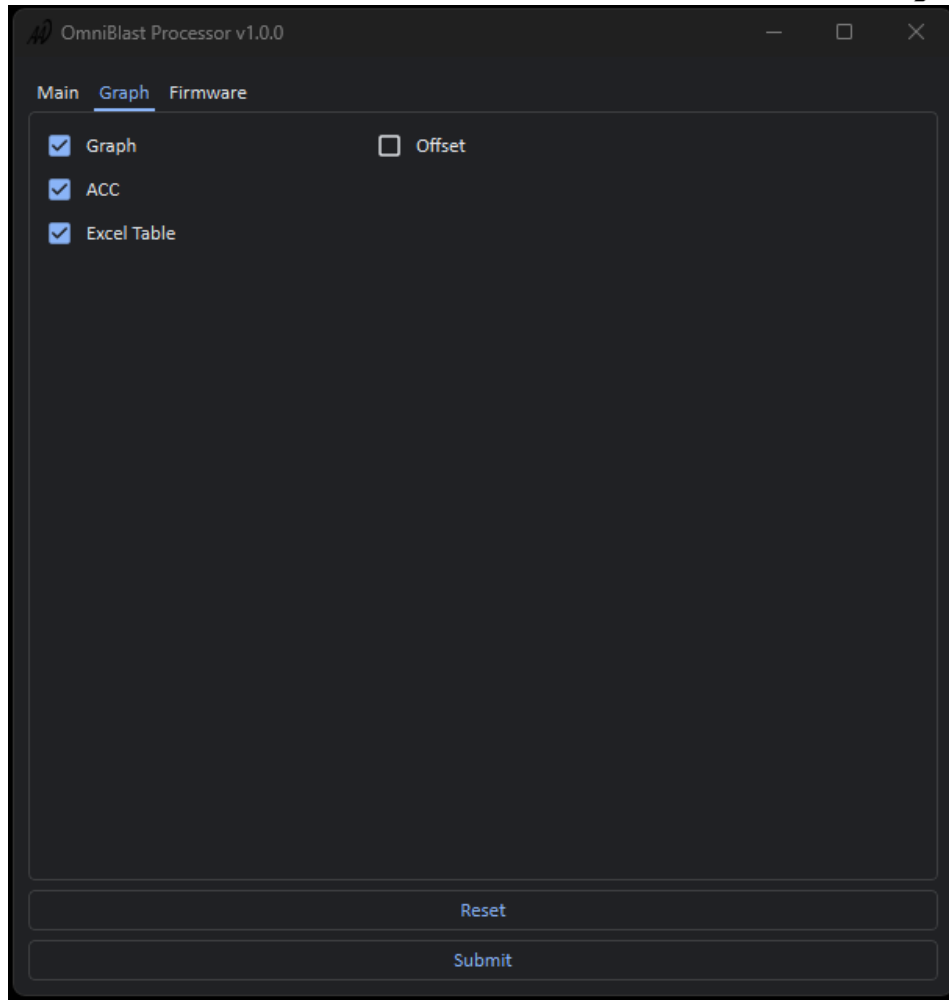 OmniBlast Processor v1.0.0
Main Graph Firmware
Graph Offset
ACC
Excel Table
Reset
Submit